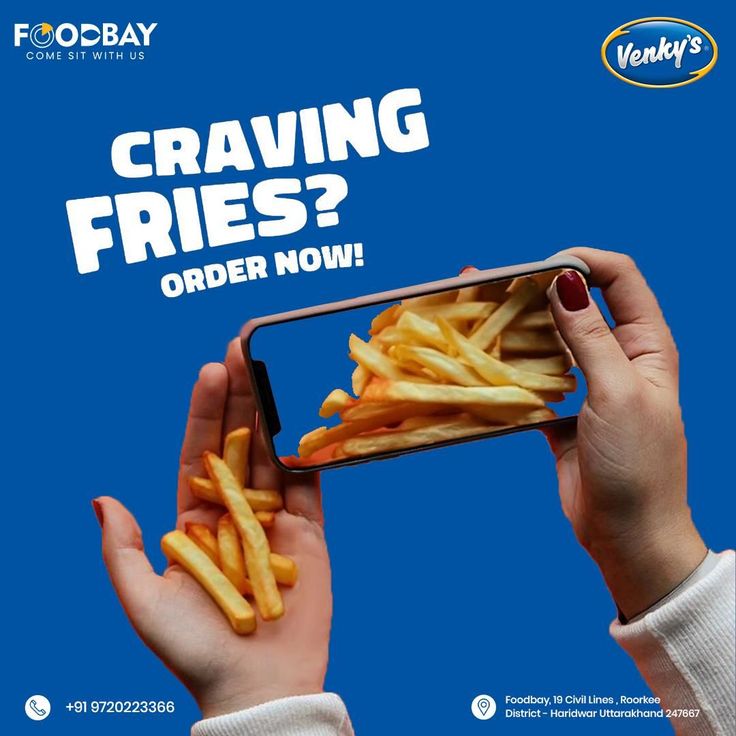 FOODBAY
COME SIT WITH US
Venky's
CRAVING
FRIES?
ORDER NOW!
+91 9720223366
Foodbay, 19 Civil Lines , Roorkee
District - Haridwar Uttarakhand 247667